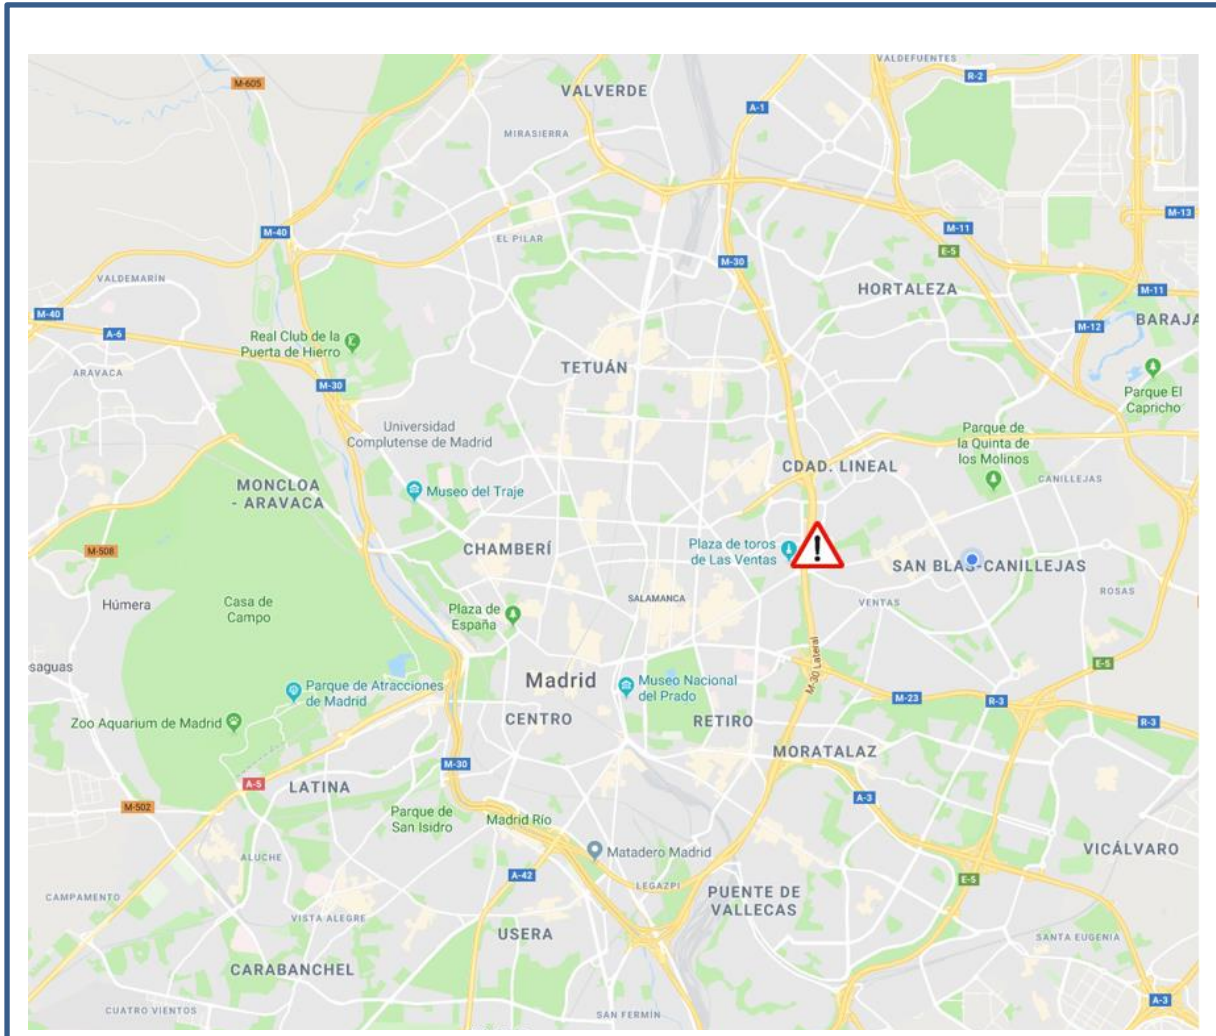 VALDEFUENTES
M-605
R-2
VALVERDE
A-1
MIRASIERRA
M-13
M-40
M-11
EL PILAR
E-5
M-30
VALDEMARÍN
HORTALEZA
M-11
M-40
A-6
M-12
BARAJA
Real Club de la
Puerta de Hierro
TETUÁN
ARAVACA
M-30
Parque El
Capricho
Universidad
Complutense de Madrid
Parque de
la Quinta de
los Molinos
CDAD. LINEAL
CANILLEJAS
MONCLOA
- ARAVACA
Museo del Traje
M-508
CHAMBERÍ
Plaza de toros
de Las Ventas
SAN BLAS-CANILLEJAS
ROSAS
Húmera
Casa de
Campo
Plaza de
España
SALAMANCA
VENTAS
M-30 Lateral
saguas
E-5
Madrid
Museo Nacional
del Prado
Parque de Atracciones
de Madrid
M-23
R-3
Zoo Aquarium de Madrid
CENTRO
RETIRO
R-3
MORATALAZ
M-30
A-5
LATINA
A-3
M-502
Parque de
San Isidro
Madrid Río
ALUCHE
Matadero Madrid
VICÁLVARO
A-42
E-5
LEGAZPI
CAMPAMENTO
PUENTE DE
VALLECAS
VISTA ALEGRE
USERA
SANTA EUGENIA
CARABANCHEL
A-3
CUATRO VIENTOS
SAN FERMÍN